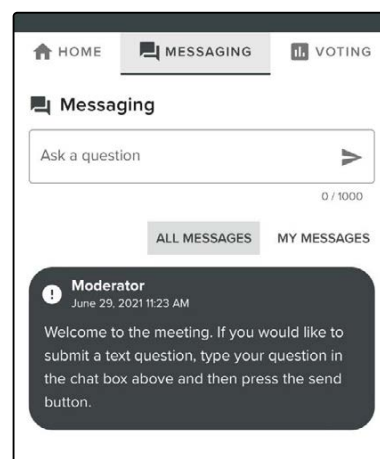 HOME MESSAGING VOTING
Messaging
Ask a question
0 / 1000
ALL MESSAGES MY MESSAGES
Moderator
June 29, 2021 11:23 AM
Welcome to the meeting. If you would like to
submit a text question, type your question in
the chat box above and then press the send
button.